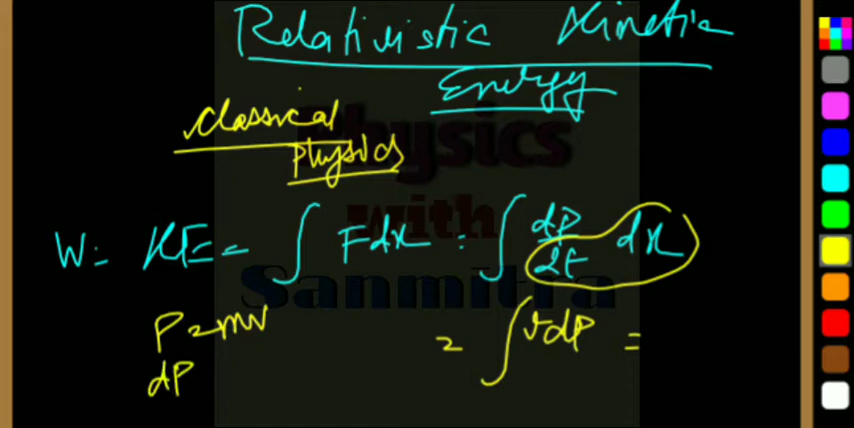 Relativistic Kinetic
Energy
Classical
Physics
Physics
with
Sanmitra
W = KE = ∫ F dx = ∫ dp/dt dx
P = mv
= ∫ v dp =
dp